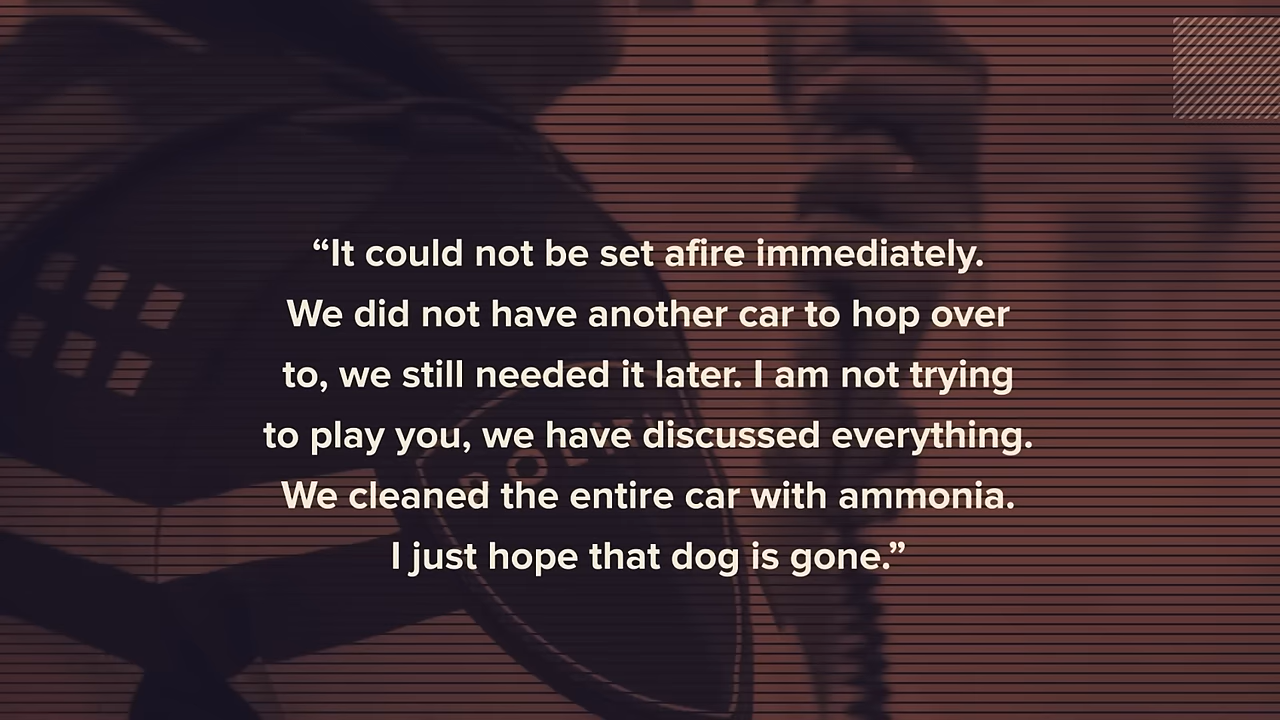 “It could not be set afire immediately.
We did not have another car to hop over
to, we still needed it later. I am not trying
to play you, we have discussed everything.
We cleaned the entire car with ammonia.
I just hope that dog is gone.”